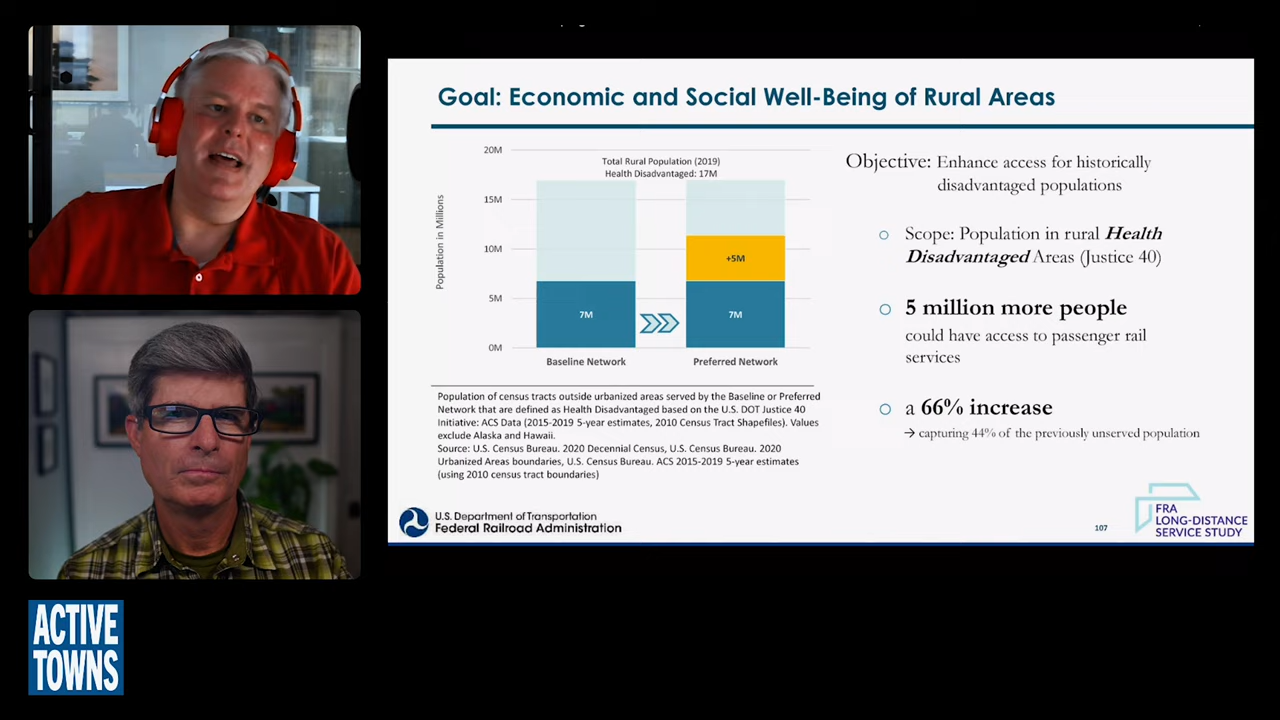 Goal: Economic and Social Well-Being of Rural Areas
20M
15M
10M
5M
0M
Population in Millions
Total Rural Population (2019)
Health Disadvantaged: 17M
7M
+5M
7M
Baseline Network
Preferred Network
Population of census tracts outside urbanized areas served by the Baseline or Preferred
Network that are defined as Health Disadvantaged based on the U.S. DOT Justice 40
Initiative: ACS Data (2015-2019 5-year estimates, 2010 Census Tract Shapefiles). Values
exclude Alaska and Hawaii.
Source: U.S. Census Bureau. 2020 Decennial Census, U.S. Census Bureau. 2020
Urbanized Areas boundaries, U.S. Census Bureau. ACS 2015-2019 5-year estimates
(using 2010 census tract boundaries)
Objective: Enhance access for historically
disadvantaged populations
Scope: Population in rural Health
Disadvantaged Areas (Justice 40)
5 million more people
could have access to passenger rail
services
a 66% increase
→ capturing 44% of the previously unserved population
U.S. Department of Transportation
Federal Railroad Administration
107
FRA
LONG-DISTANCE
SERVICE STUDY
ACTIVE
TOWNS